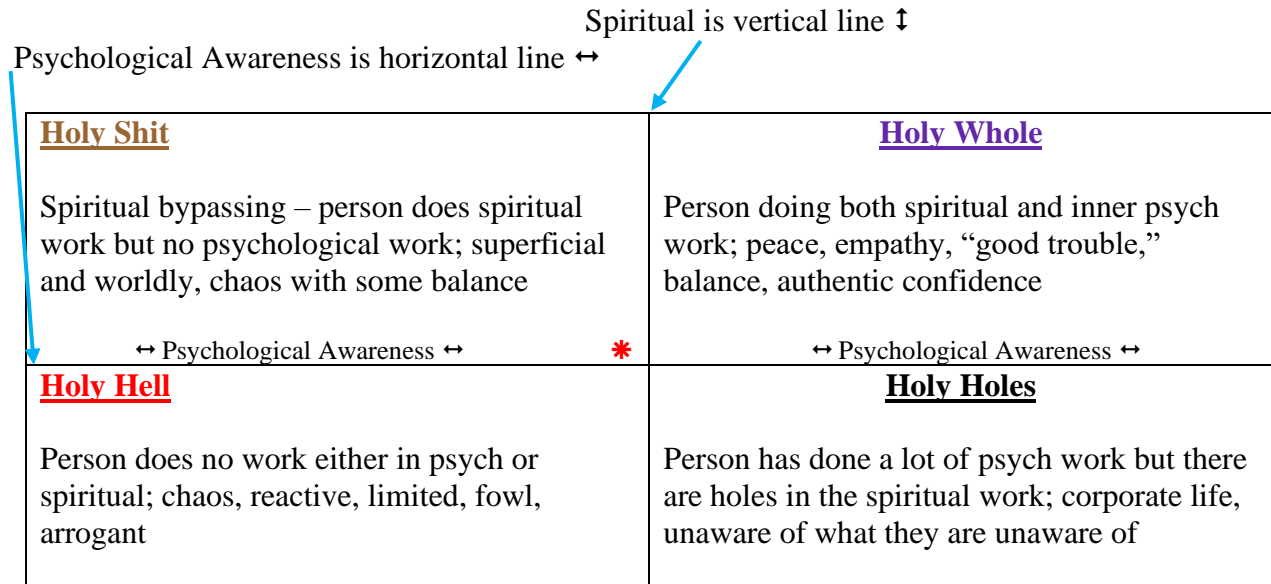 Spiritual is vertical line ↕
Psychological Awareness is horizontal line ↔
Holy Shit
Spiritual bypassing – person does spiritual
work but no psychological work; superficial
and worldly, chaos with some balance
↔ Psychological Awareness ↔ *
Holy Whole
Person doing both spiritual and inner psych
work; peace, empathy, “good trouble,”
balance, authentic confidence
↔ Psychological Awareness ↔
Holy Hell
Person does no work either in psych or
spiritual; chaos, reactive, limited, fowl,
arrogant
Holy Holes
Person has done a lot of psych work but there
are holes in the spiritual work; corporate life,
unaware of what they are unaware of